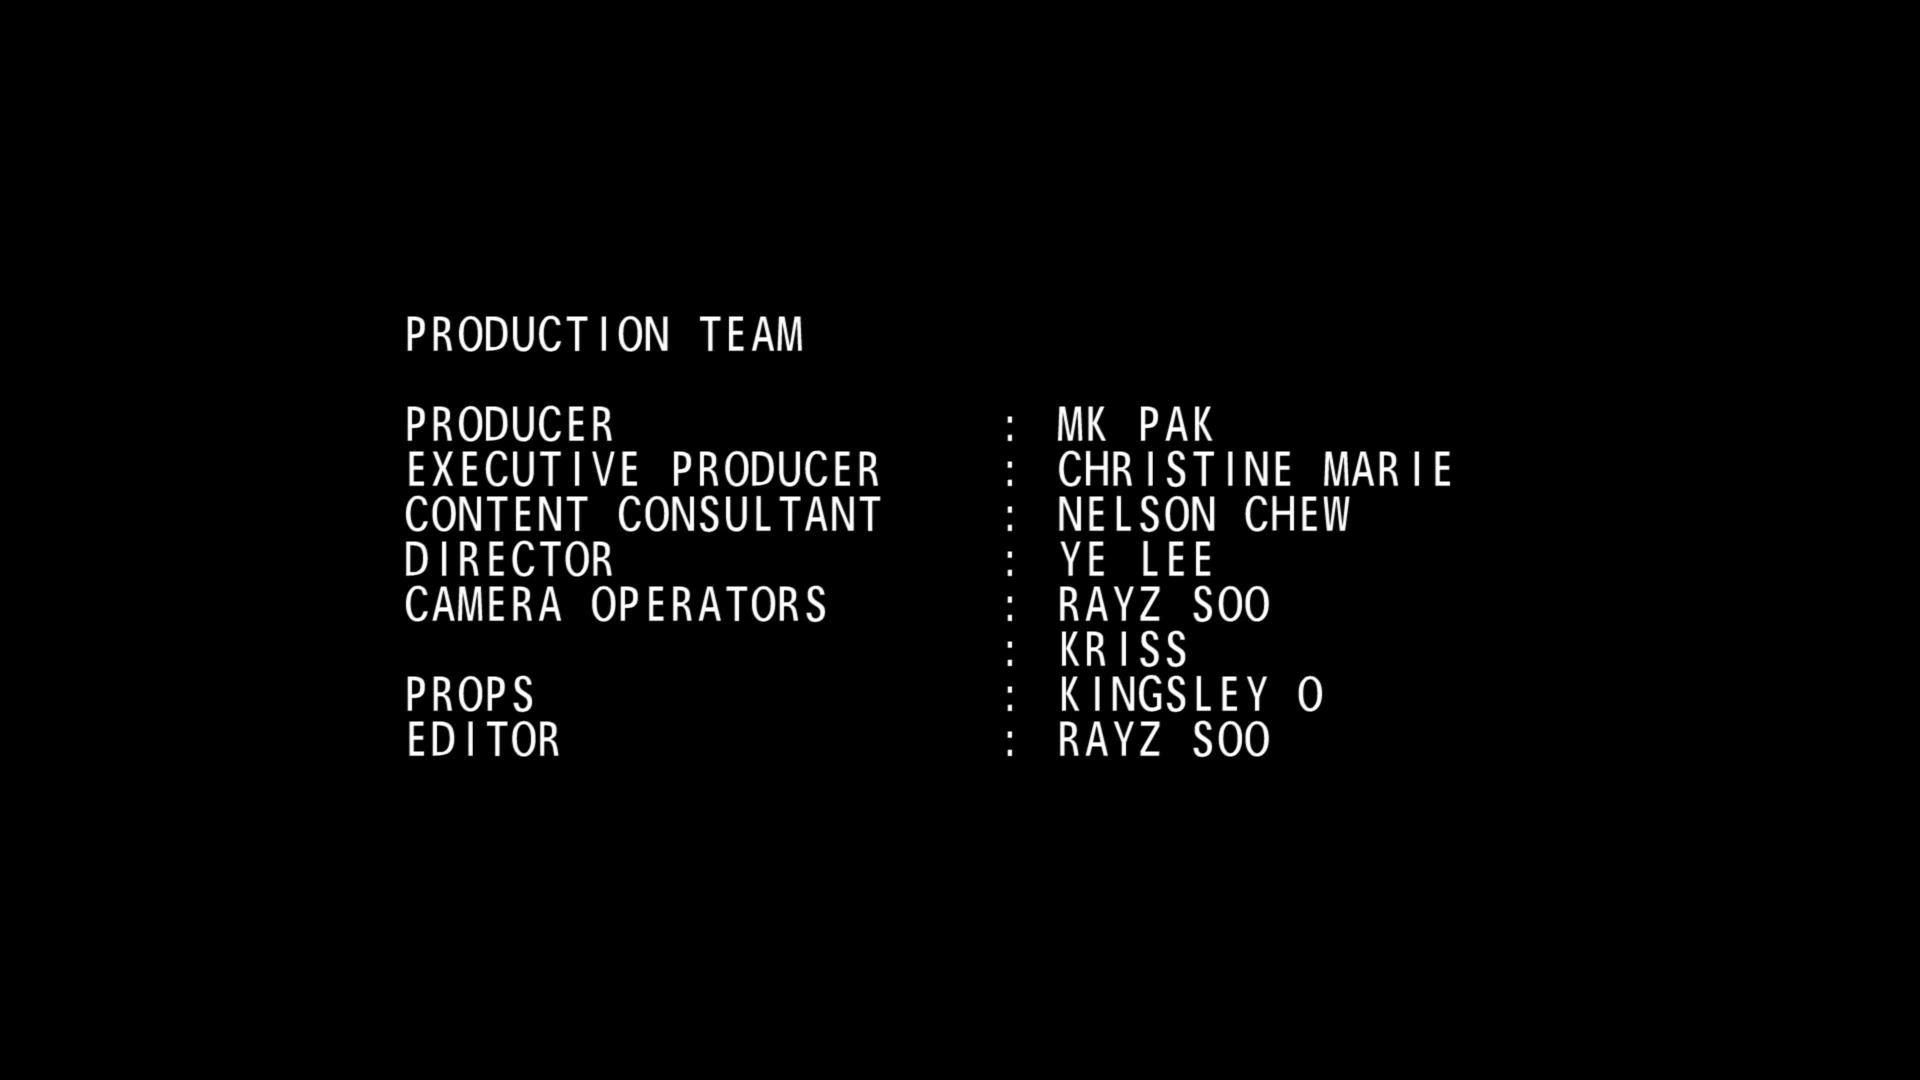 PRODUCTION TEAM
PRODUCER : MK PAK
EXECUTIVE PRODUCER : CHRISTINE MARIE
CONTENT CONSULTANT : NELSON CHEW
DIRECTOR : YE LEE
CAMERA OPERATORS : RAYZ SOO
: KRISS
PROPS : KINGSLEY O
EDITOR : RAYZ SOO